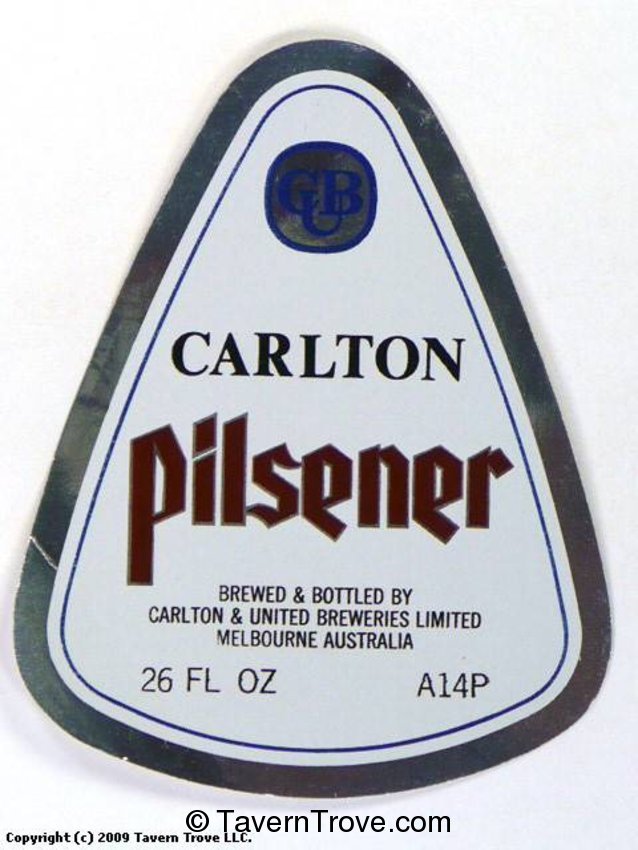 CUB
CARLTON
Pilsener
BREWED & BOTTLED BY
CARLTON & UNITED BREWERIES LIMITED
MELBOURNE AUSTRALIA
26 FL OZ A14P
© TavernTrove.com
Copyright (c) 2009 Tavern Trove LLC.